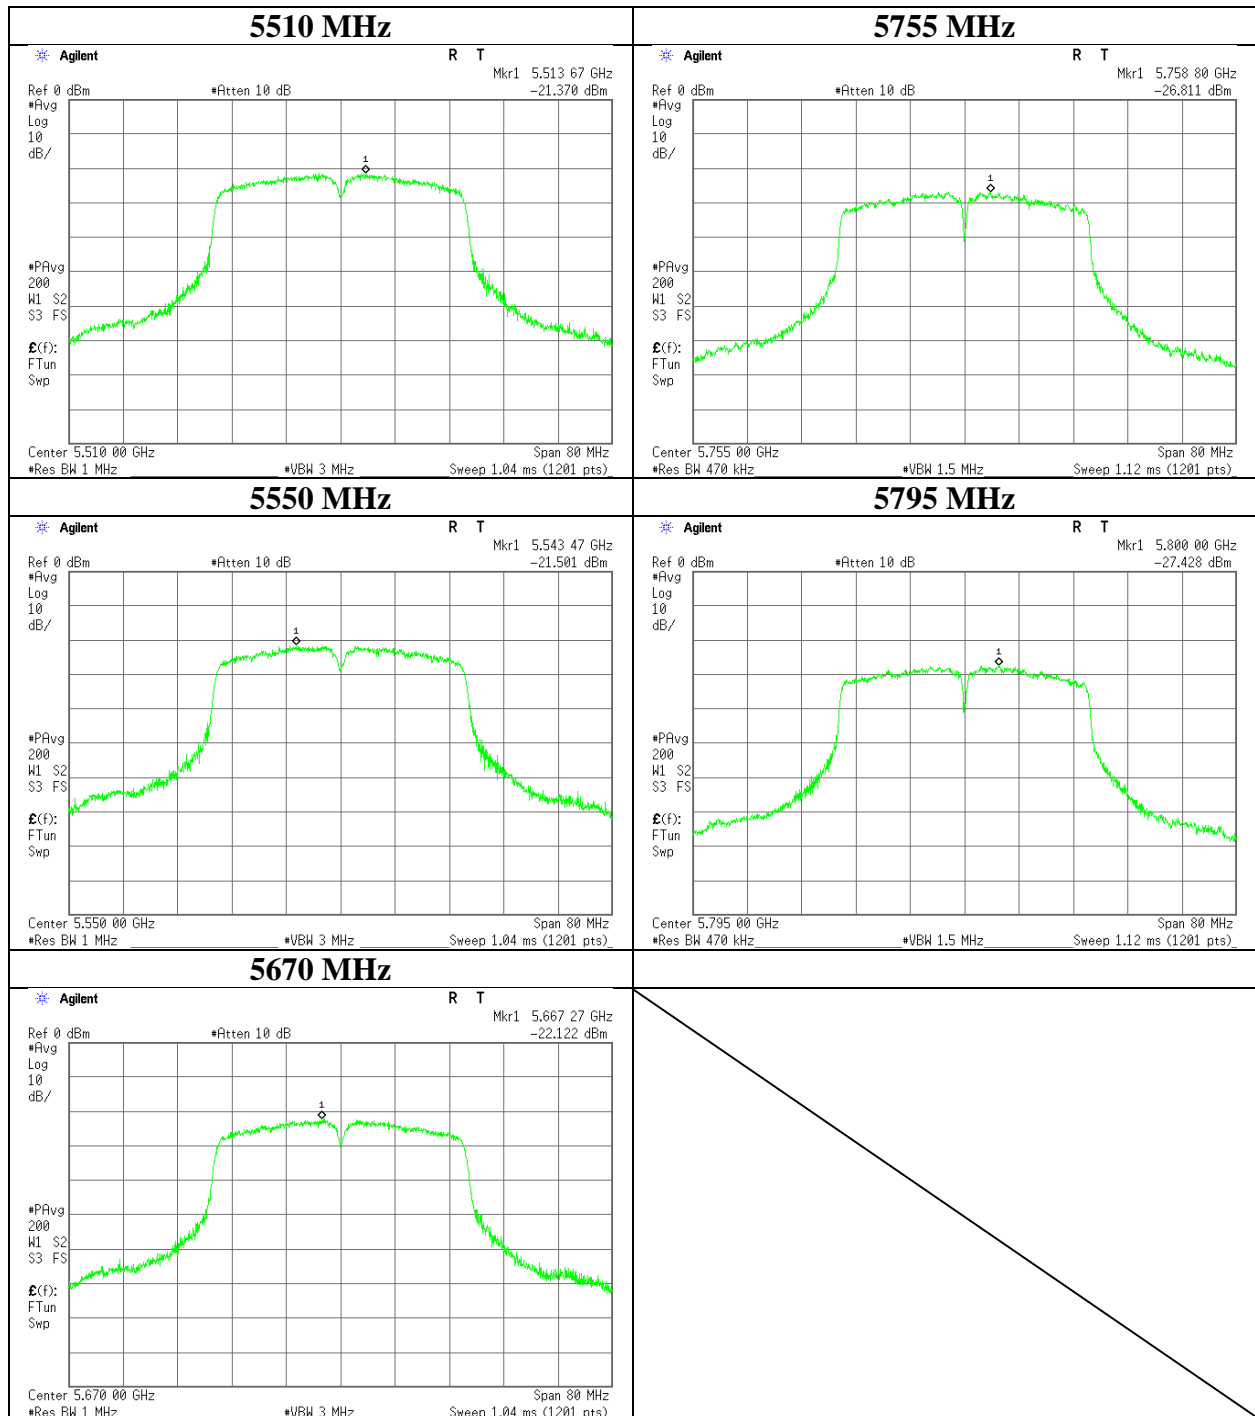 5510 MHz
Agilent R T
Mkr1 5.513 67 GHz
Ref 0 dBm #Atten 10 dB -21.370 dBm
#Avg
Log
10
dB/
1
#PAvg
200
W1 S2
S3 FS
£(f):
FTun
Swp
Center 5.510 00 GHz Span 80 MHz
#Res BW 1 MHz #VBW 3 MHz Sweep 1.04 ms (1201 pts)
5755 MHz
Agilent R T
Mkr1 5.758 80 GHz
Ref 0 dBm #Atten 10 dB -26.811 dBm
#Avg
Log
10
dB/
1
#PAvg
200
W1 S2
S3 FS
£(f):
FTun
Swp
Center 5.755 00 GHz Span 80 MHz
#Res BW 470 kHz #VBW 1.5 MHz Sweep 1.12 ms (1201 pts)
5550 MHz
Agilent R T
Mkr1 5.543 47 GHz
Ref 0 dBm #Atten 10 dB -21.501 dBm
#Avg
Log
10
dB/
1
#PAvg
200
W1 S2
S3 FS
£(f):
FTun
Swp
Center 5.550 00 GHz Span 80 MHz
#Res BW 1 MHz #VBW 3 MHz Sweep 1.04 ms (1201 pts)
5795 MHz
Agilent R T
Mkr1 5.800 00 GHz
Ref 0 dBm #Atten 10 dB -27.428 dBm
#Avg
Log
10
dB/
1
#PAvg
200
W1 S2
S3 FS
£(f):
FTun
Swp
Center 5.795 00 GHz Span 80 MHz
#Res BW 470 kHz #VBW 1.5 MHz Sweep 1.12 ms (1201 pts)
5670 MHz
Agilent R T
Mkr1 5.667 27 GHz
Ref 0 dBm #Atten 10 dB -22.122 dBm
#Avg
Log
10
dB/
1
#PAvg
200
W1 S2
S3 FS
£(f):
FTun
Swp
Center 5.670 00 GHz Span 80 MHz
#Res BW 1 MHz #VBW 3 MHz Sweep 1.04 ms (1201 pts)